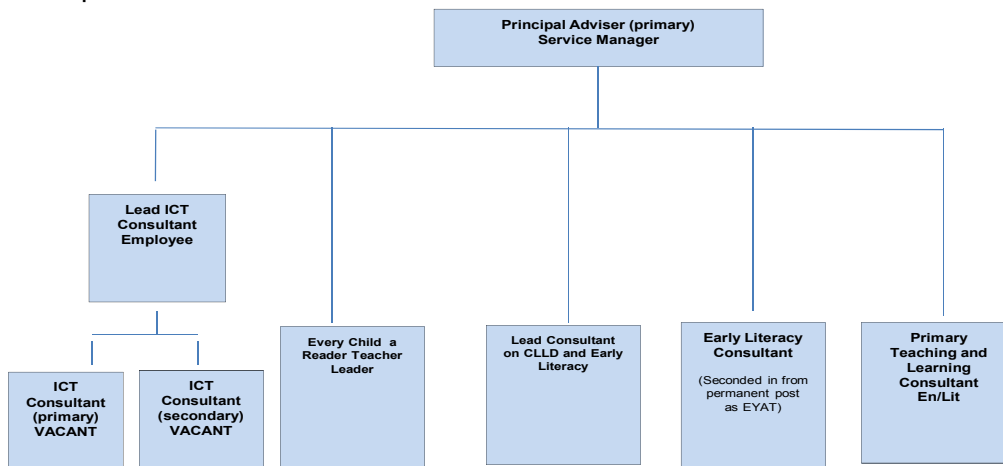 Principal Adviser (primary)
Service Manager
Lead ICT
Consultant
Employee
ICT
Consultant
(primary)
VACANT
ICT
Consultant
(secondary)
VACANT
Every Child a
Reader Teacher
Leader
Lead Consultant
on CLLD and Early
Literacy
Early Literacy
Consultant
(Seconded in from
permanent post
as EYAT)
Primary
Teaching and
Learning
Consultant
En/Lit